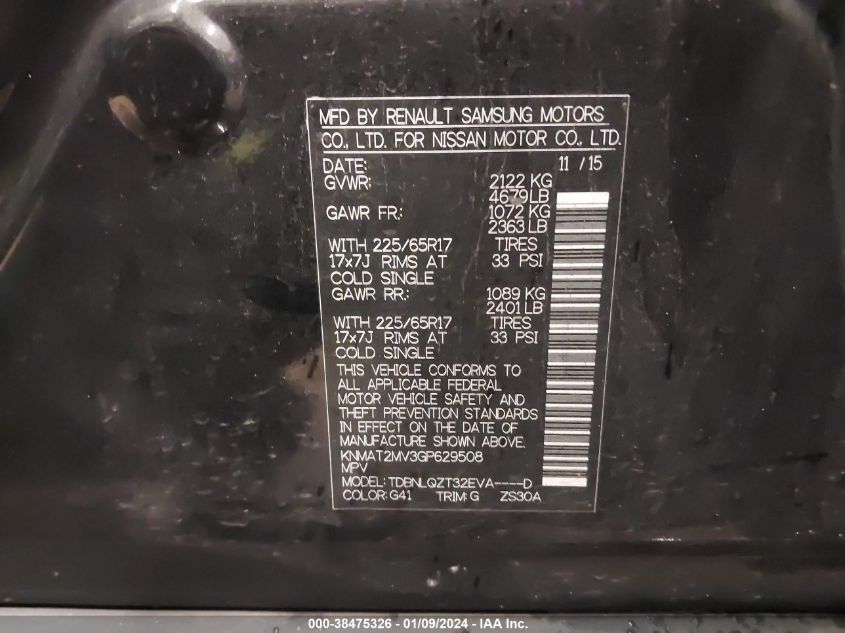 MFD BY RENAULT SAMSUNG MOTORS
CO., LTD. FOR NISSAN MOTOR CO., LTD.
DATE: 11 / 15
GVWR: 2122 KG
4679 LB
GAWR FR.: 1072 KG
2363 LB
WITH 225/65R17 TIRES
17x7J RIMS AT 33 PSI
COLD SINGLE
GAWR RR.: 1089 KG
2401 LB
WITH 225/65R17 TIRES
17x7J RIMS AT 33 PSI
COLD SINGLE
THIS VEHICLE CONFORMS TO
ALL APPLICABLE FEDERAL
MOTOR VEHICLE SAFETY AND
THEFT PREVENTION STANDARDS
IN EFFECT ON THE DATE OF
MANUFACTURE SHOWN ABOVE.
KNMAT2MV3GP629508
MPV
MODEL: TDBNLQZT32EVA----D
COLOR: G41 TRIM: G ZS30A
000-38475326 - 01/09/2024 - IAA Inc.